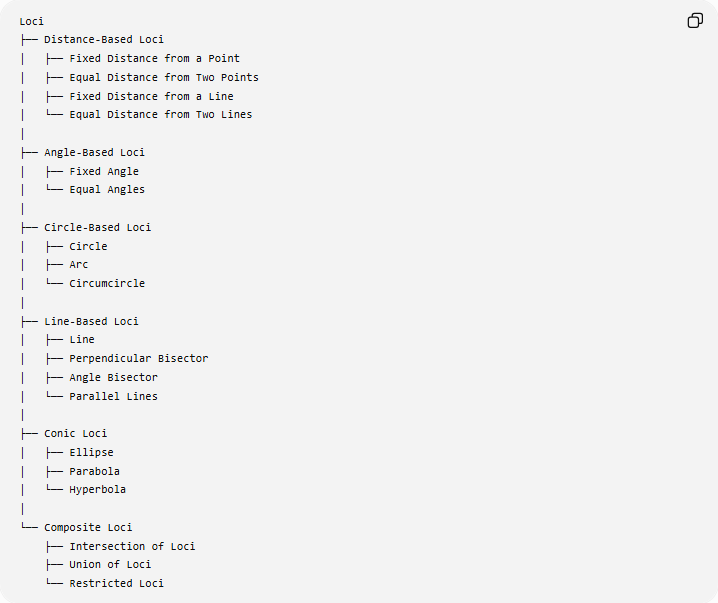 Loci
├── Distance-Based Loci
│   ├── Fixed Distance from a Point
│   ├── Equal Distance from Two Points
│   ├── Fixed Distance from a Line
│   └── Equal Distance from Two Lines
│
├── Angle-Based Loci
│   ├── Fixed Angle
│   └── Equal Angles
│
├── Circle-Based Loci
│   ├── Circle
│   ├── Arc
│   └── Circumcircle
│
├── Line-Based Loci
│   ├── Line
│   ├── Perpendicular Bisector
│   ├── Angle Bisector
│   └── Parallel Lines
│
├── Conic Loci
│   ├── Ellipse
│   ├── Parabola
│   └── Hyperbola
│
└── Composite Loci
    ├── Intersection of Loci
    ├── Union of Loci
    └── Restricted Loci